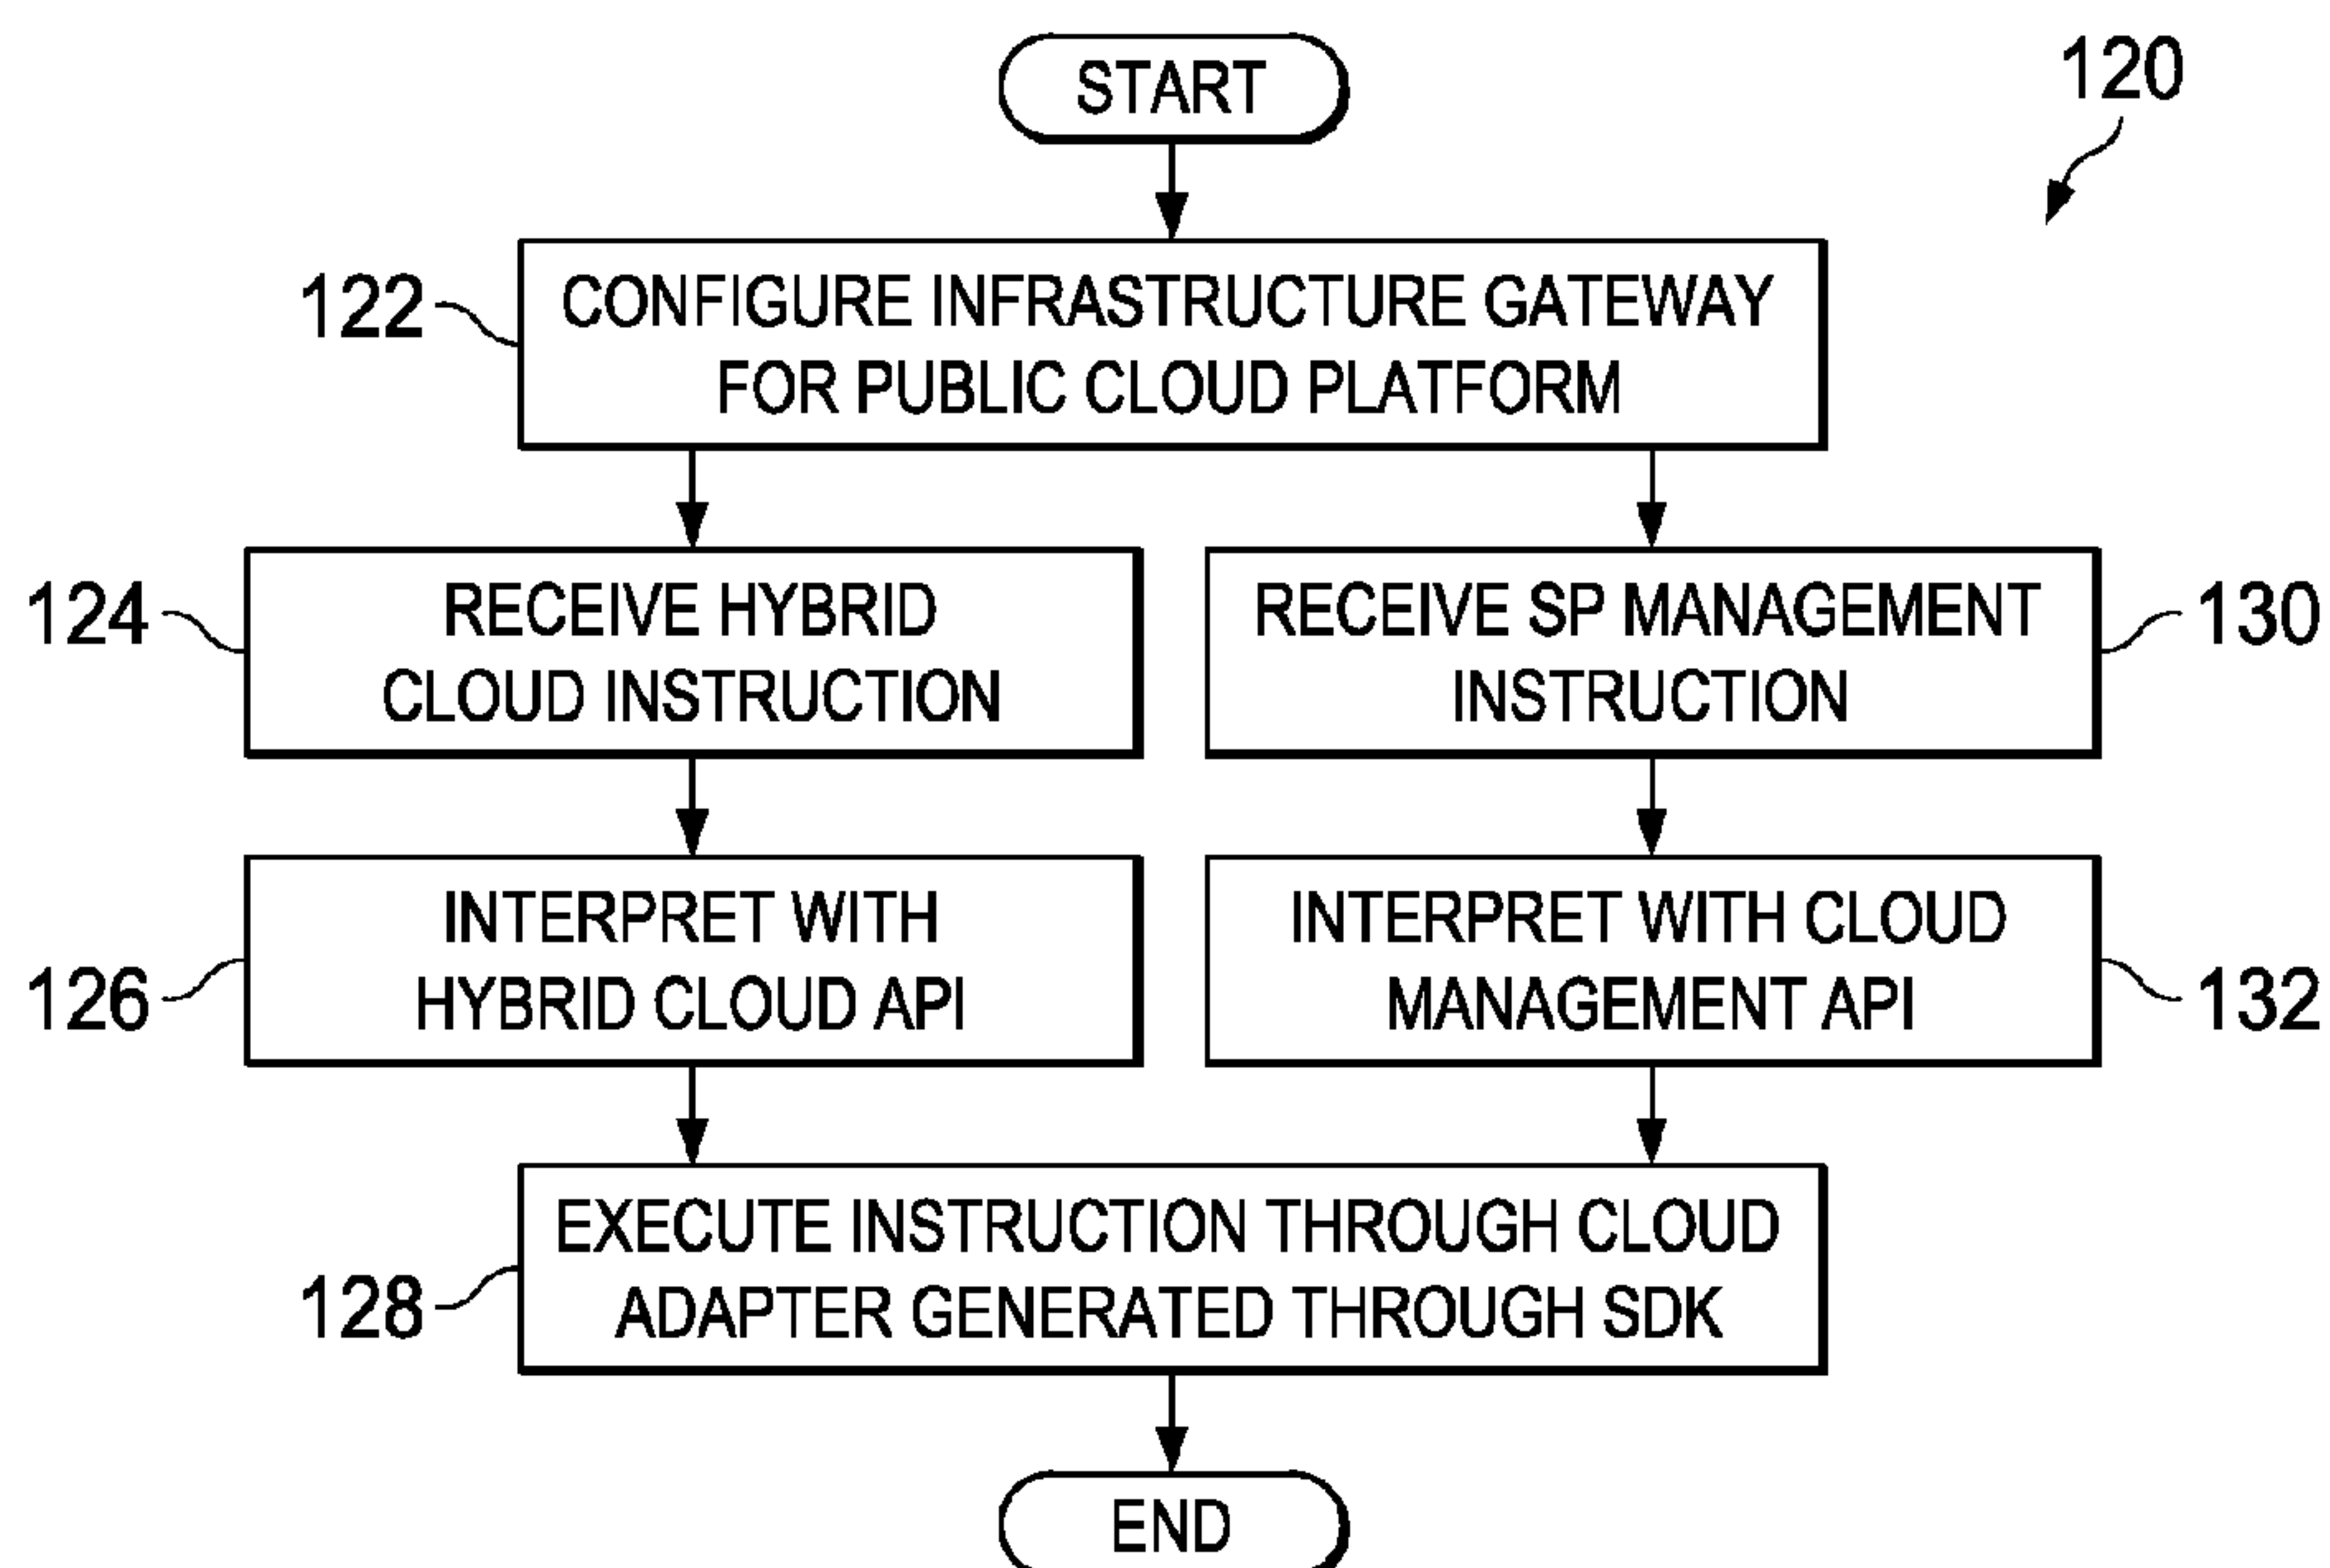 START
120
122
CONFIGURE INFRASTRUCTURE GATEWAY
FOR PUBLIC CLOUD PLATFORM
124
RECEIVE HYBRID
CLOUD INSTRUCTION
RECEIVE SP MANAGEMENT
INSTRUCTION
130
126
INTERPRET WITH
HYBRID CLOUD API
INTERPRET WITH CLOUD
MANAGEMENT API
132
128
EXECUTE INSTRUCTION THROUGH CLOUD
ADAPTER GENERATED THROUGH SDK
END